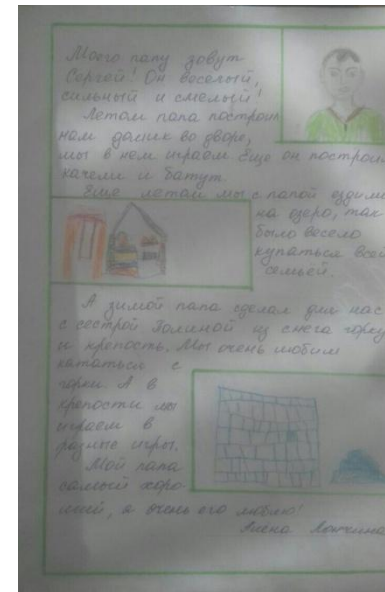 Моего папу зовут
Сергей! Он веселый,
сильный и смелый!
Летом папа построил
нам домик во дворе,
мы в нем играем. Еще он построил
качели и батут.
Еще летом мы с папой ездили
на озеро, так
было весело
купаться всей
семьей.
А зимой папа сделал для нас
с сестрой Полиной из снега горку
и крепость. Мы очень любим
кататься с
горки. А в
крепости мы
играем в
разные игры.
Мой папа
самый хоро-
ший, я очень его люблю!
Алёна